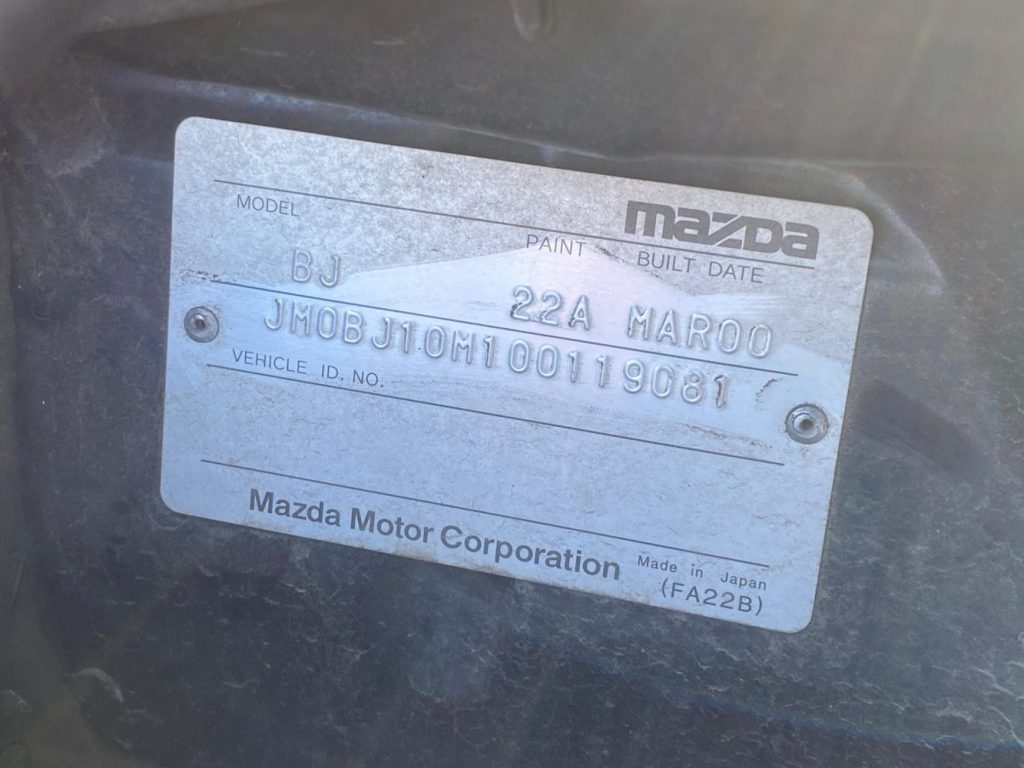 mazda
MODEL PAINT BUILT DATE
BJ 22A MAR00
JM0BJ10M100119081
VEHICLE ID. NO.
Mazda Motor Corporation Made in Japan
(FA22B)